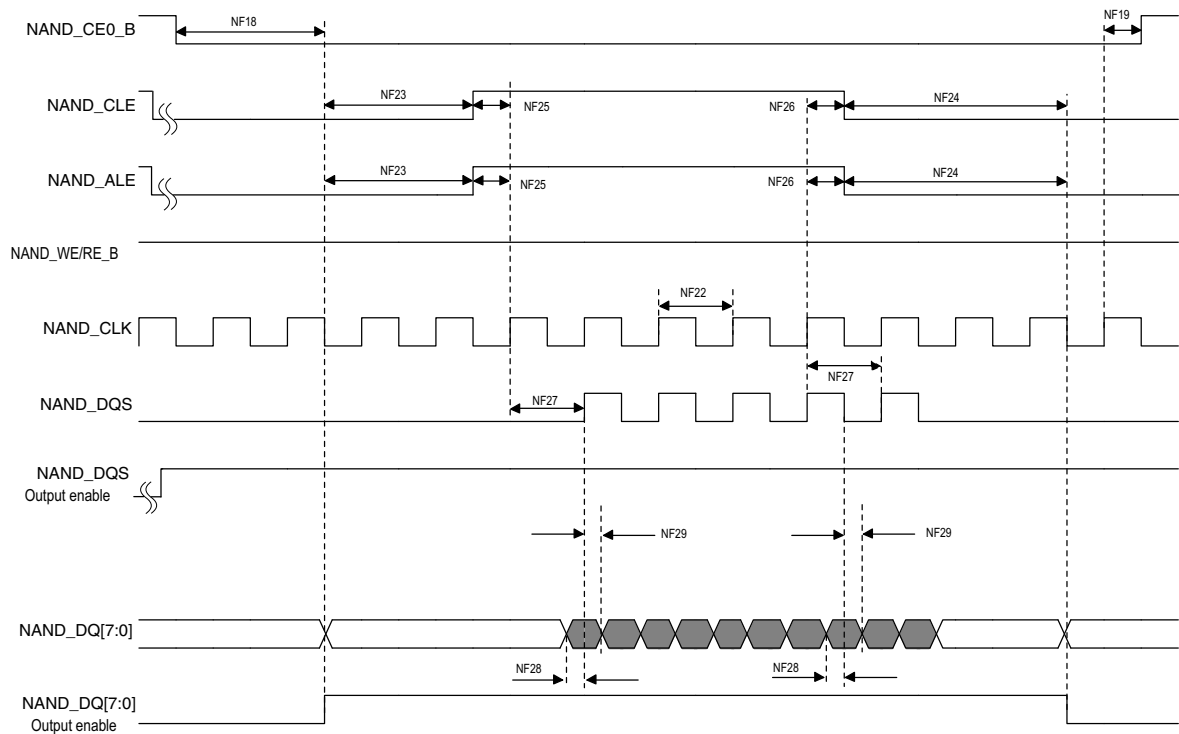 NF18
NF19
NAND_CE0_B
NAND_CLE
NF23
NF25
NF26
NF24
NAND_ALE
NF23
NF25
NF26
NF24
NAND_WE/RE_B
NF22
NAND_CLK
NF27
NAND_DQS
NF27
NAND_DQS
Output enable
NF29
NF29
NAND_DQ[7:0]
NF28
NF28
NAND_DQ[7:0]
Output enable